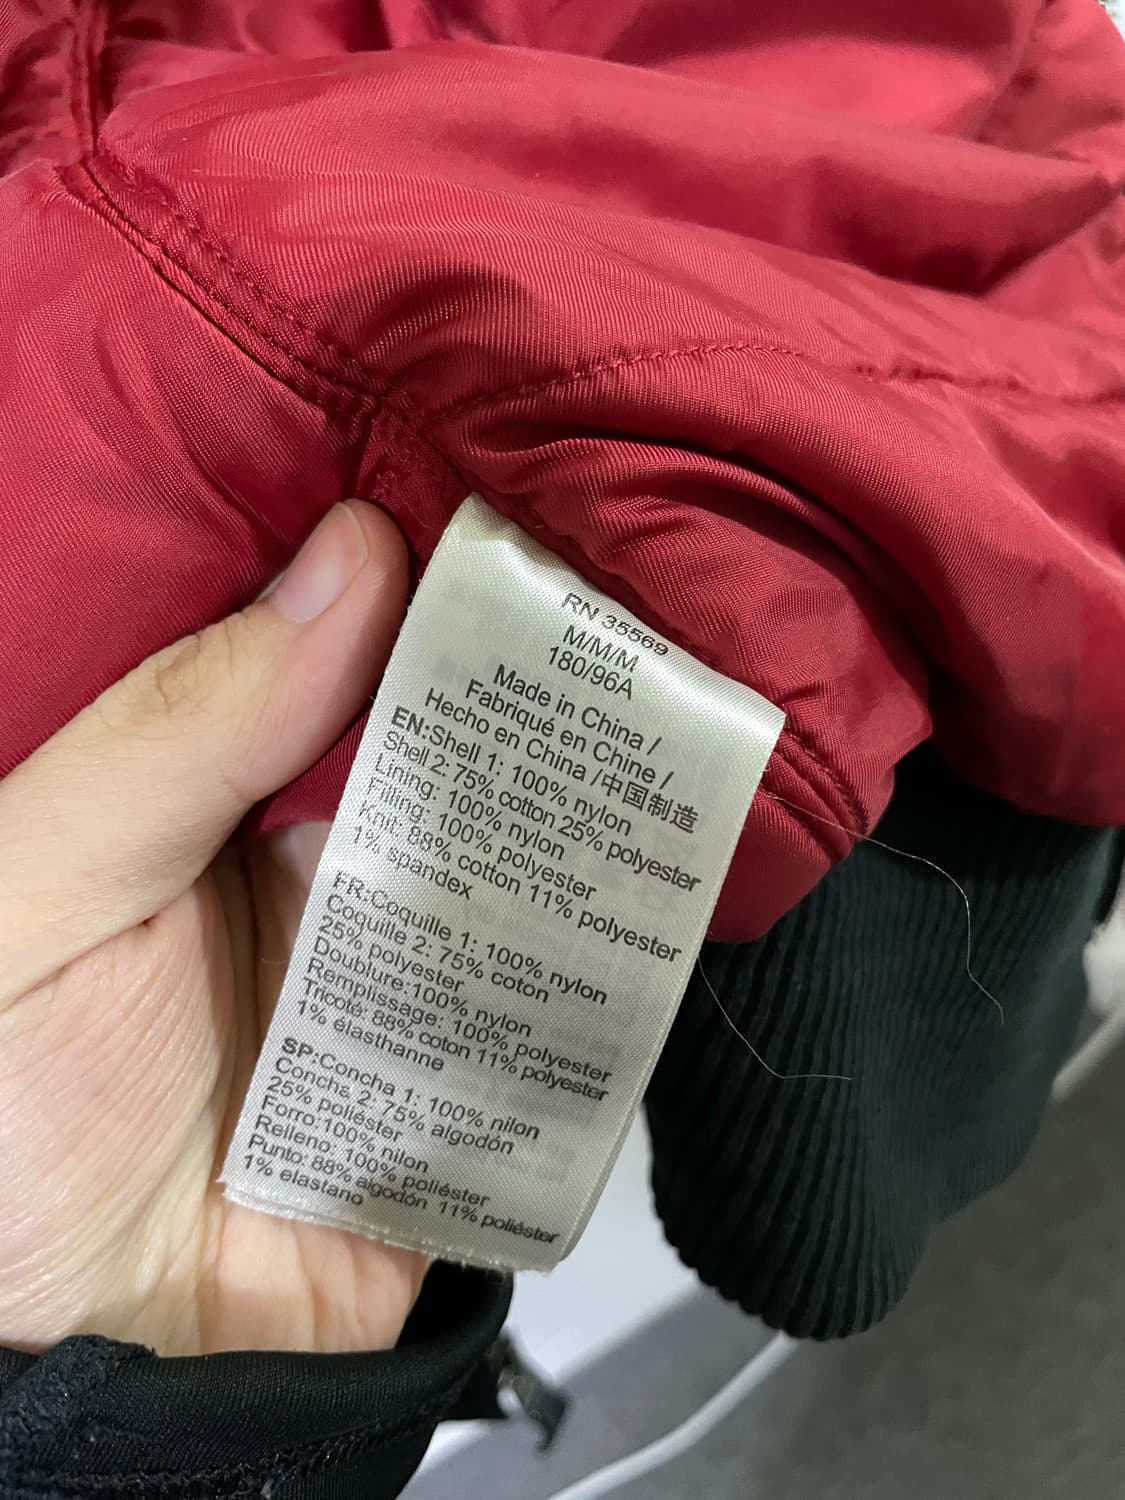 RN 35569
M/M/M
180/96A
Made in China /
Fabriqué en Chine /
Hecho en China /中国制造
EN:Shell 1: 100% nylon
Shell 2: 75% cotton 25% polyester
Lining: 100% nylon
Filling: 100% polyester
Knit: 88% cotton 11% polyester
1% spandex
FR:Coquille 1: 100% nylon
Coquille 2: 75% coton
25% polyester
Doublure:100% nylon
Remplissage: 100% polyester
Tricoté: 88% coton 11% polyester
1% élasthanne
SP:Concha 1: 100% nilon
Concha 2: 75% algodón
25% poliéster
Forro:100% nilon
Relleno: 100% poliéster
Punto: 88% algodón 11% poliéster
1% elastano